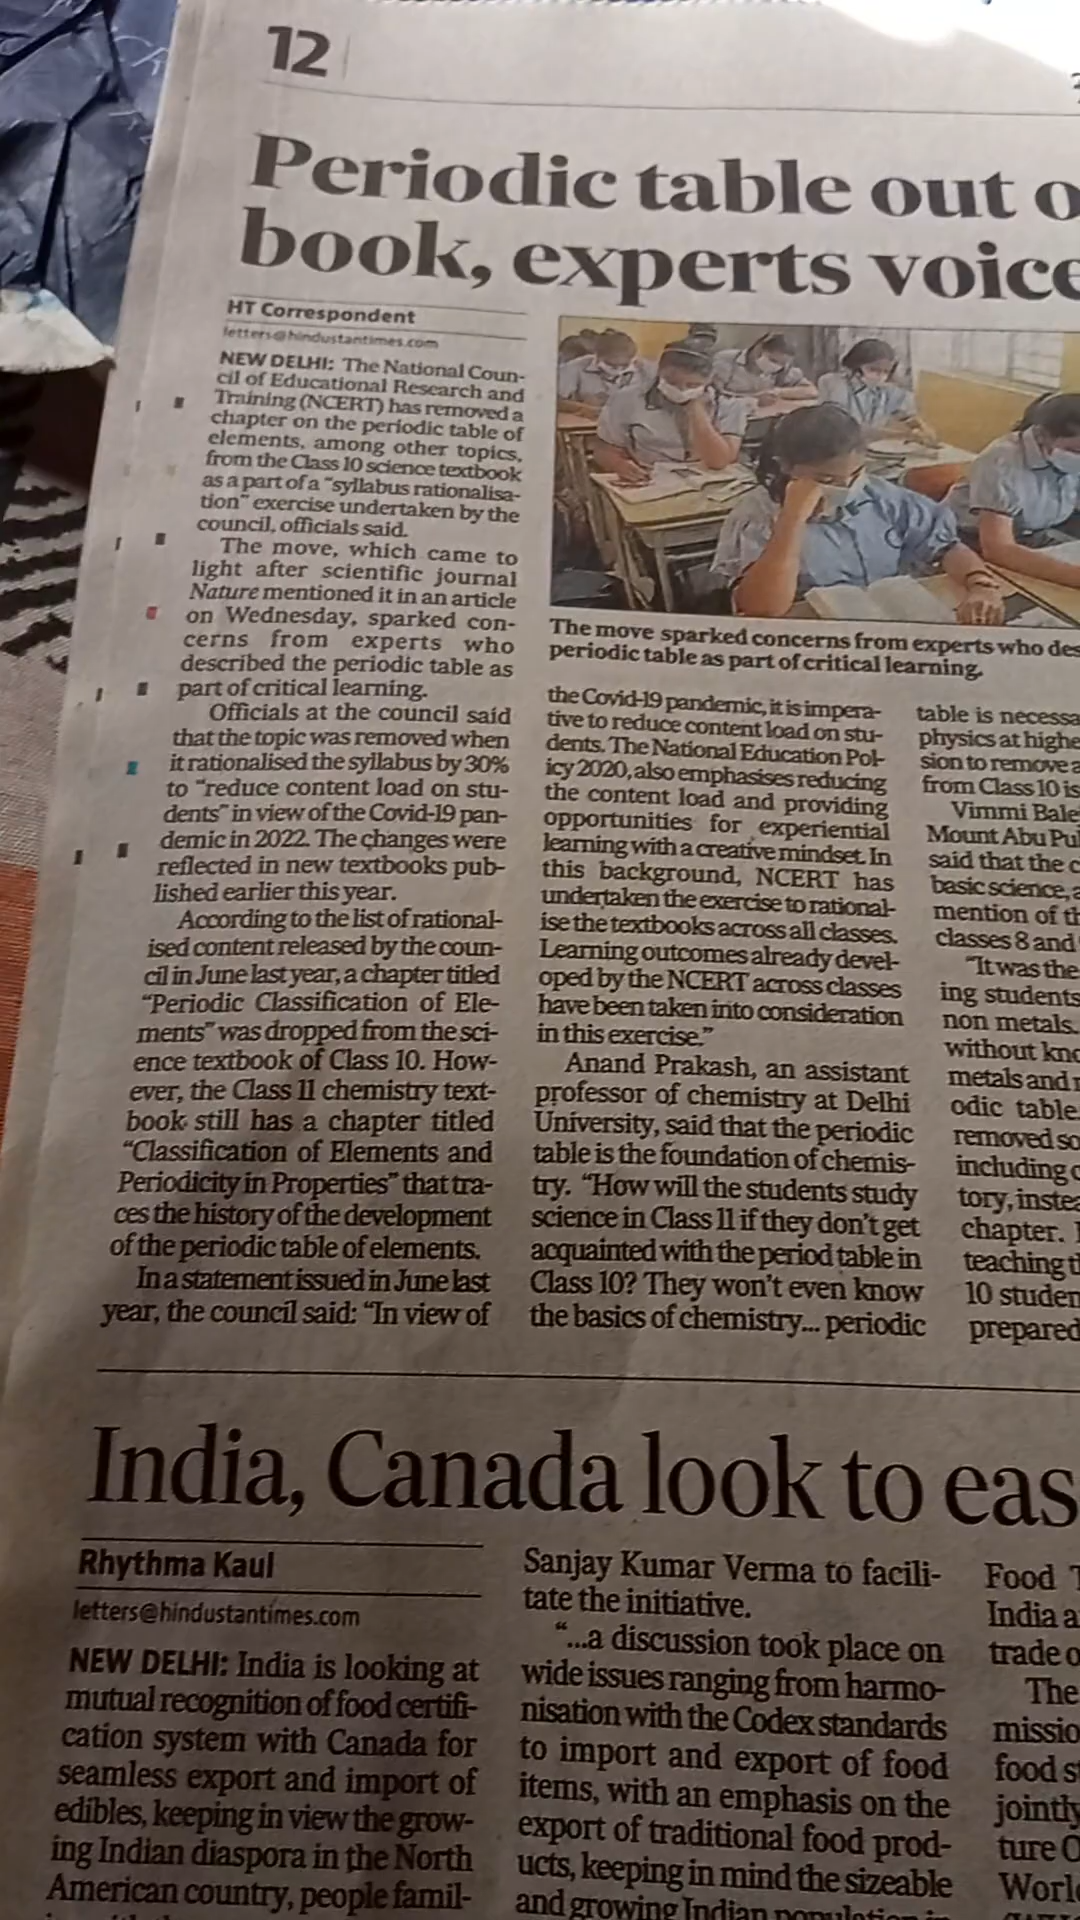 12
Periodic table out o
book, experts voice
HT Correspondent
letters@hindustantimes.com
NEW DELHI: The National Coun-
cil of Educational Research and
Training (NCERT) has removed a
chapter on the periodic table of
elements, among other topics,
from the Class 10 science textbook
as a part of a "syllabus rationalisa-
tion" exercise undertaken by the
council, officials said.
The move, which came to
light after scientific journal
Nature mentioned it in an article
on Wednesday, sparked con-
cerns from experts who
described the periodic table as
part of critical learning.
Officials at the council said
that the topic was removed when
it rationalised the syllabus by 30%
to "reduce content load on stu-
dents" in view of the Covid-19 pan-
demic in 2022. The changes were
reflected in new textbooks pub-
lished earlier this year.
According to the list of rational-
ised content released by the coun-
cil in June last year, a chapter titled
"Periodic Classification of Ele-
ments" was dropped from the sci-
ence textbook of Class 10. How-
ever, the Class 11 chemistry text-
book still has a chapter titled
"Classification of Elements and
Periodicity in Properties" that tra-
ces the history of the development
of the periodic table of elements.
In a statement issued in June last
year, the council said: "In view of
The move sparked concerns from experts who des
periodic table as part of critical learning.
the Covid-19 pandemic, it is impera-
tive to reduce content load on stu-
dents. The National Education Pol-
icy 2020, also emphasises reducing
the content load and providing
opportunities for experiential
learning with a creative mindset. In
this background, NCERT has
undertaken the exercise to rational-
ise the textbooks across all classes.
Learning outcomes already devel-
oped by the NCERT across classes
have been taken into consideration
in this exercise."
Anand Prakash, an assistant
professor of chemistry at Delhi
University, said that the periodic
table is the foundation of chemis-
try. "How will the students study
science in Class 11 if they don't get
acquainted with the period table in
Class 10? They won't even know
the basics of chemistry... periodic
table is necessa
physics at highe
sion to remove a
from Class 10 is
Vimmi Bale
Mount Abu Pu
said that the c
basic science, a
mention of th
classes 8 and
"It was the
ing students
non metals.
without kno
metals and
odic table
removed so
including
tory, inste
chapter.
teaching t
10 studen
prepared
India, Canada look to eas
Rhythma Kaul
letters@hindustantimes.com
NEW DELHI: India is looking at
mutual recognition of food certifi-
cation system with Canada for
seamless export and import of
edibles, keeping in view the grow-
ing Indian diaspora in the North
American country, people famil-
Sanjay Kumar Verma to facili-
tate the initiative.
"...a discussion took place on
wide issues ranging from harmo-
nisation with the Codex standards
to import and export of food
items, with an emphasis on the
export of traditional food prod-
ucts, keeping in mind the sizeable
and growing Indian population in
Food
India a
trade o
The
missio
food s
jointly
ture O
Worl